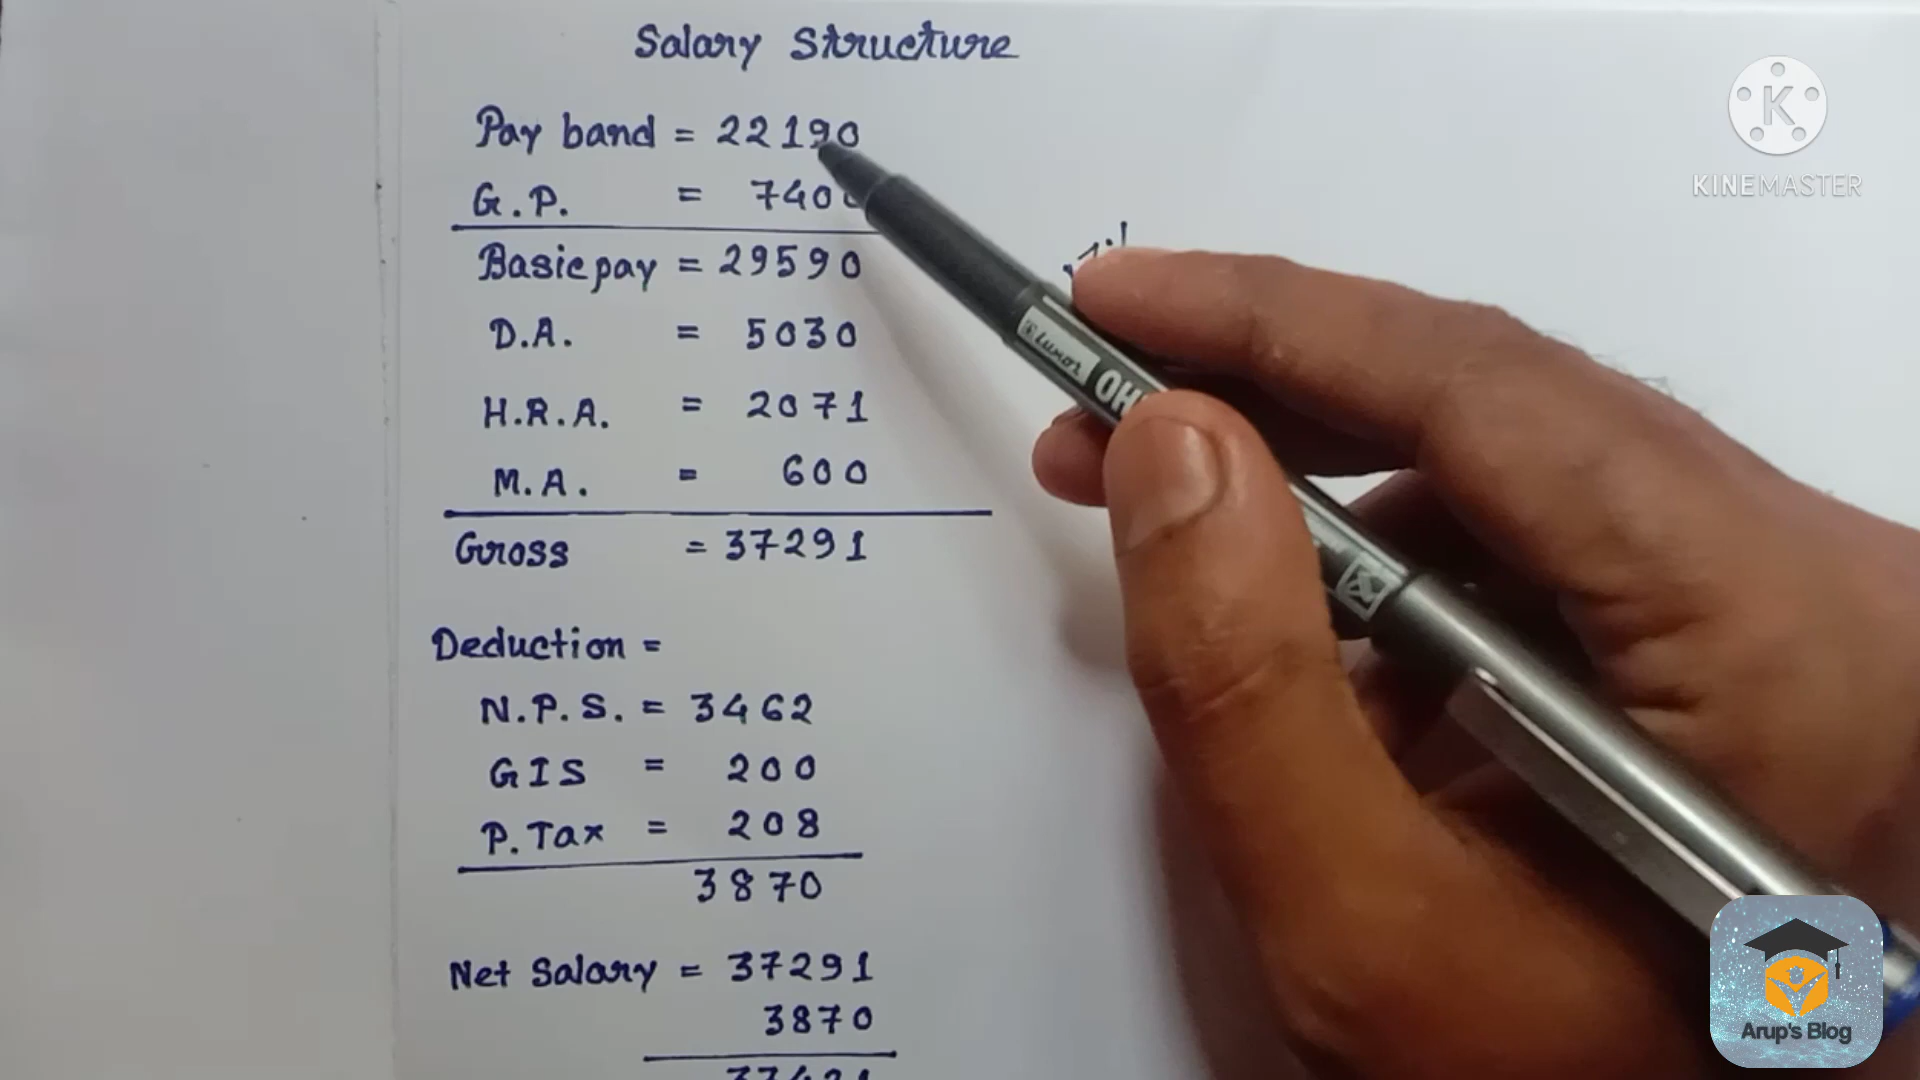 Salary Structure
Pay band = 22190
G.P. = 7400
Basic pay = 29590
D.A. = 5030
H.R.A. = 2071
M.A. = 600
Gross = 37291
Deduction =
N.P.S. = 3462
GIS = 200
P. Tax = 208
3870
Net Salary = 37291
3870
KINEMASTER
Luxor
Arup's Blog